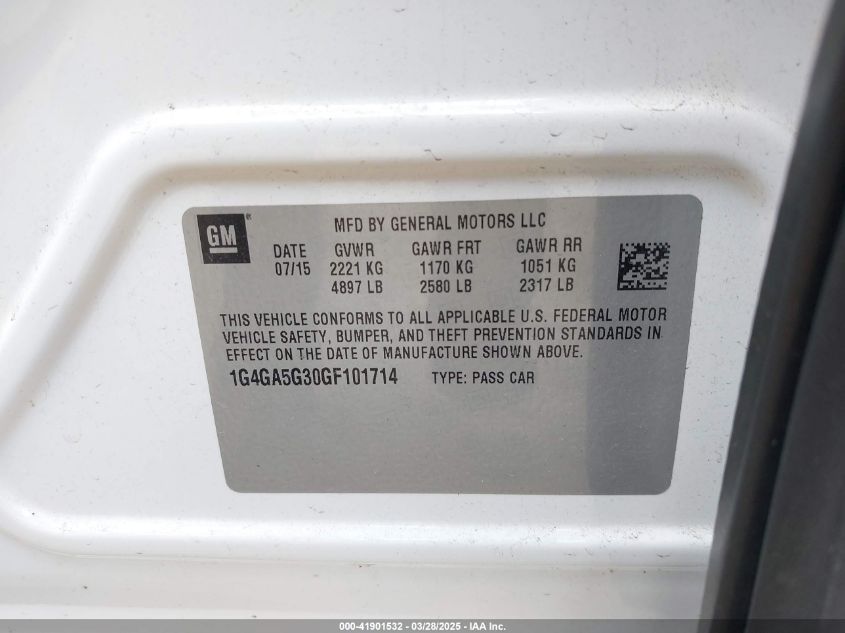 GM
®
MFD BY GENERAL MOTORS LLC
DATE GVWR GAWR FRT GAWR RR
07/15 2221 KG 1170 KG 1051 KG
4897 LB 2580 LB 2317 LB
THIS VEHICLE CONFORMS TO ALL APPLICABLE U.S. FEDERAL MOTOR
VEHICLE SAFETY, BUMPER, AND THEFT PREVENTION STANDARDS IN
EFFECT ON THE DATE OF MANUFACTURE SHOWN ABOVE.
1G4GA5G30GF101714 TYPE: PASS CAR
000-41901532 - 03/28/2025 - IAA Inc.